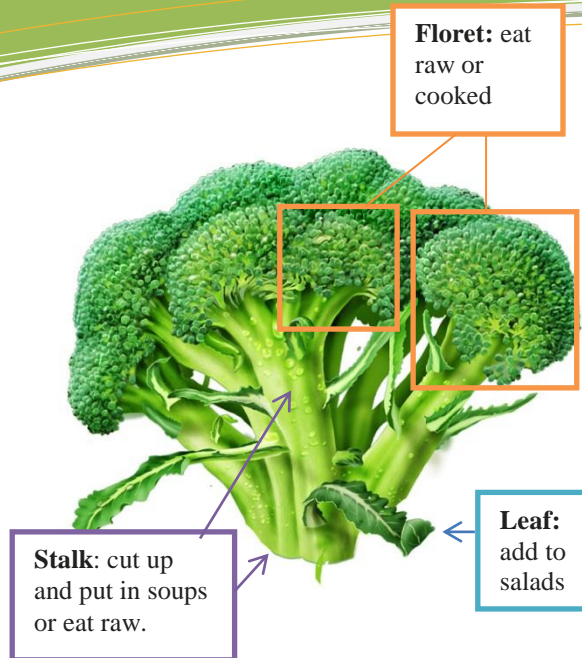 Floret: eat
raw or
cooked
Stalk: cut up
and put in soups
or eat raw.
Leaf:
add to
salads